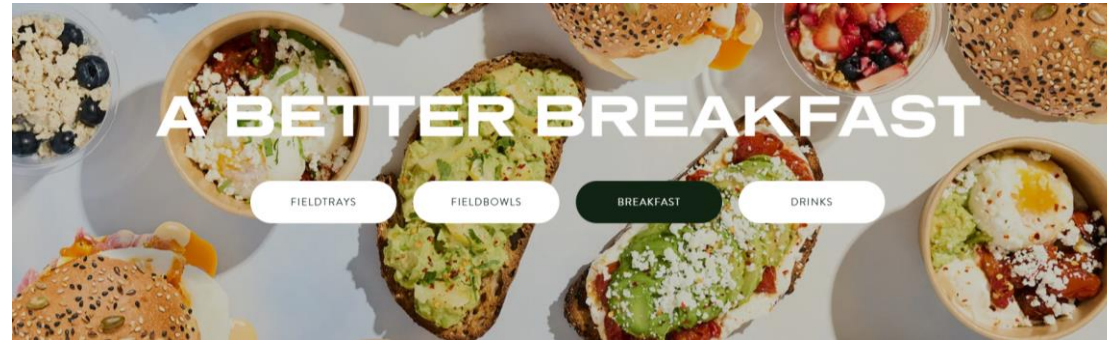 A BETTER BREAKFAST
FIELDTRAYS FIELDBOWLS BREAKFAST DRINKS